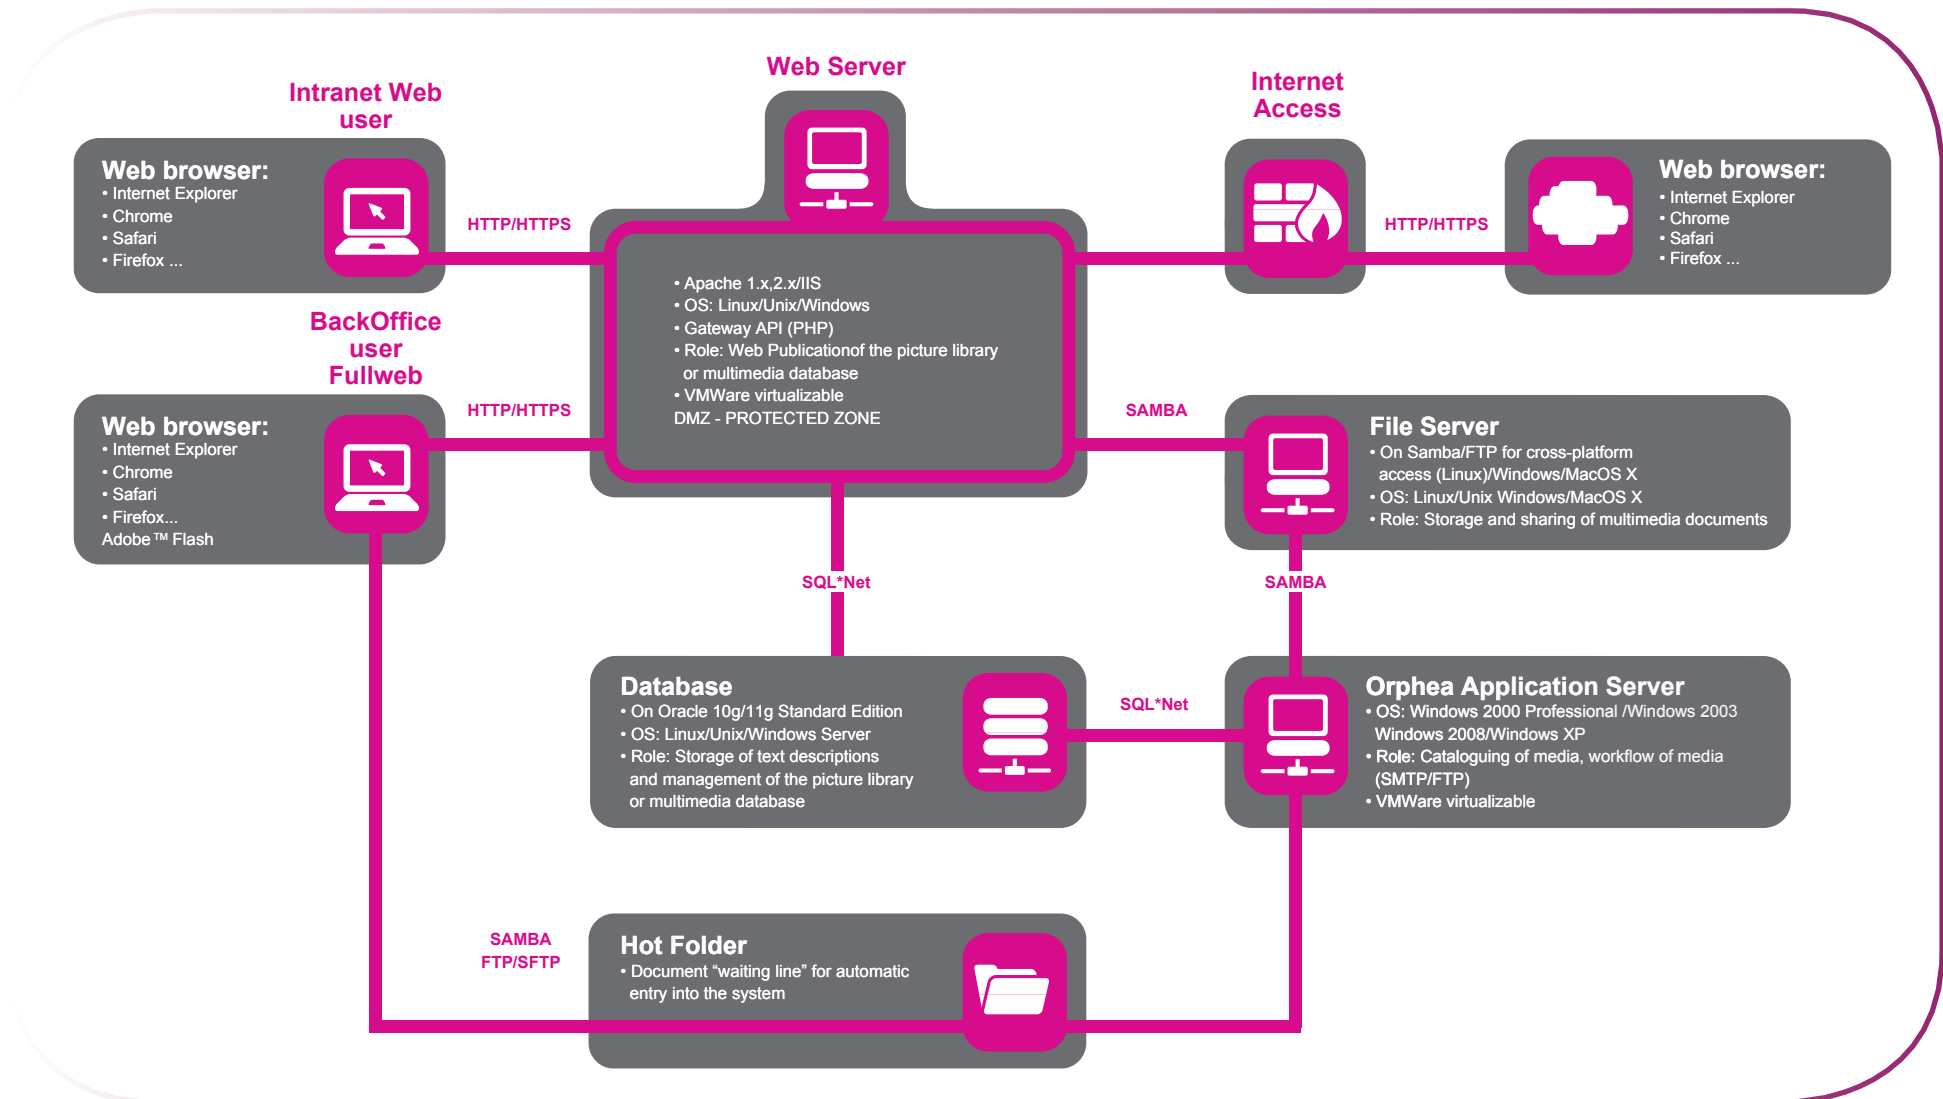 Web Server
Intranet Web
user
Internet
Access
Web browser:
• Internet Explorer
• Chrome
• Safari
• Firefox ...
HTTP/HTTPS
HTTP/HTTPS
Web browser:
• Internet Explorer
• Chrome
• Safari
• Firefox ...
• Apache 1.x,2.x/IIS
• OS: Linux/Unix/Windows
• Gateway API (PHP)
• Role: Web Publicationof the picture library
or multimedia database
• VMWare virtualizable
DMZ - PROTECTED ZONE
BackOffice
user
Fullweb
Web browser:
• Internet Explorer
• Chrome
• Safari
• Firefox...
Adobe™ Flash
HTTP/HTTPS
SAMBA
File Server
• On Samba/FTP for cross-platform
access (Linux)/Windows/MacOS X
• OS: Linux/Unix Windows/MacOS X
• Role: Storage and sharing of multimedia documents
SQL*Net
SAMBA
Database
• On Oracle 10g/11g Standard Edition
• OS: Linux/Unix/Windows Server
• Role: Storage of text descriptions
and management of the picture library
or multimedia database
SQL*Net
Orphea Application Server
• OS: Windows 2000 Professional /Windows 2003
Windows 2008/Windows XP
• Role: Cataloguing of media, workflow of media
(SMTP/FTP)
• VMWare virtualizable
SAMBA
FTP/SFTP
Hot Folder
• Document “waiting line” for automatic
entry into the system